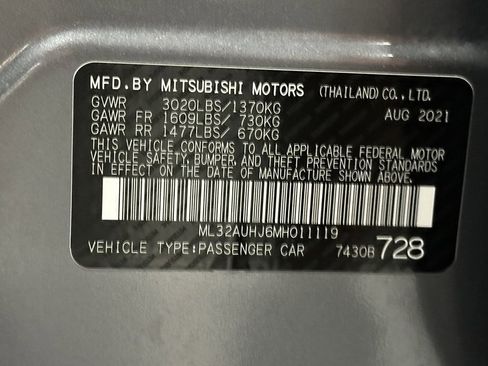 MFD.BY MITSUBISHI MOTORS (THAILAND) CO., LTD.
GVWR 3020LBS/1370KG AUG 2021
GAWR FR 1609LBS/ 730KG
GAWR RR 1477LBS/ 670KG
THIS VEHICLE CONFORMS TO ALL APPLICABLE FEDERAL MOTOR
VEHICLE SAFETY, BUMPER, AND THEFT PREVENTION STANDARDS
IN EFFECT ON THE DATE OF MANUFACTURE SHOWN ABOVE.
ML32AUHJ6MH011119
VEHICLE TYPE:PASSENGER CAR 7430B 728